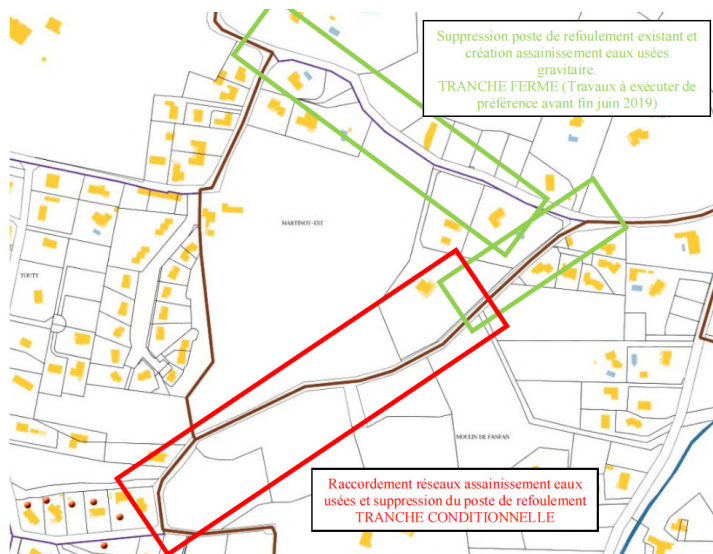 Suppression poste de refoulement existant et
création assainissement eaux usées
gravitaire.
TRANCHE FERME (Travaux à exécuter de
préférence avant fin juin 2019)
MARTINOT-EST
TOUTY
MOULIN DE FANFAN
Raccordement réseaux assainissement eaux
usées et suppression du poste de refoulement
TRANCHE CONDITIONNELLE